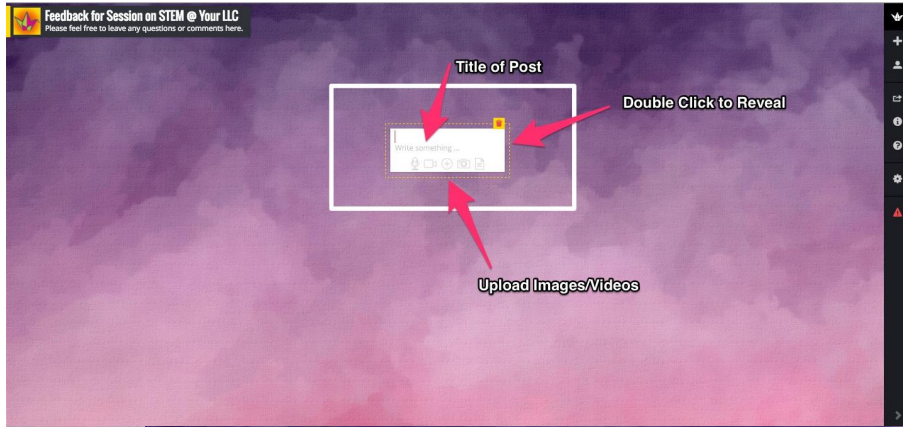 Feedback for Session on STEM @ Your LLC
Please feel free to leave any questions or comments here.
Title of Post
Double Click to Reveal
Write something ...
Upload Images/Videos